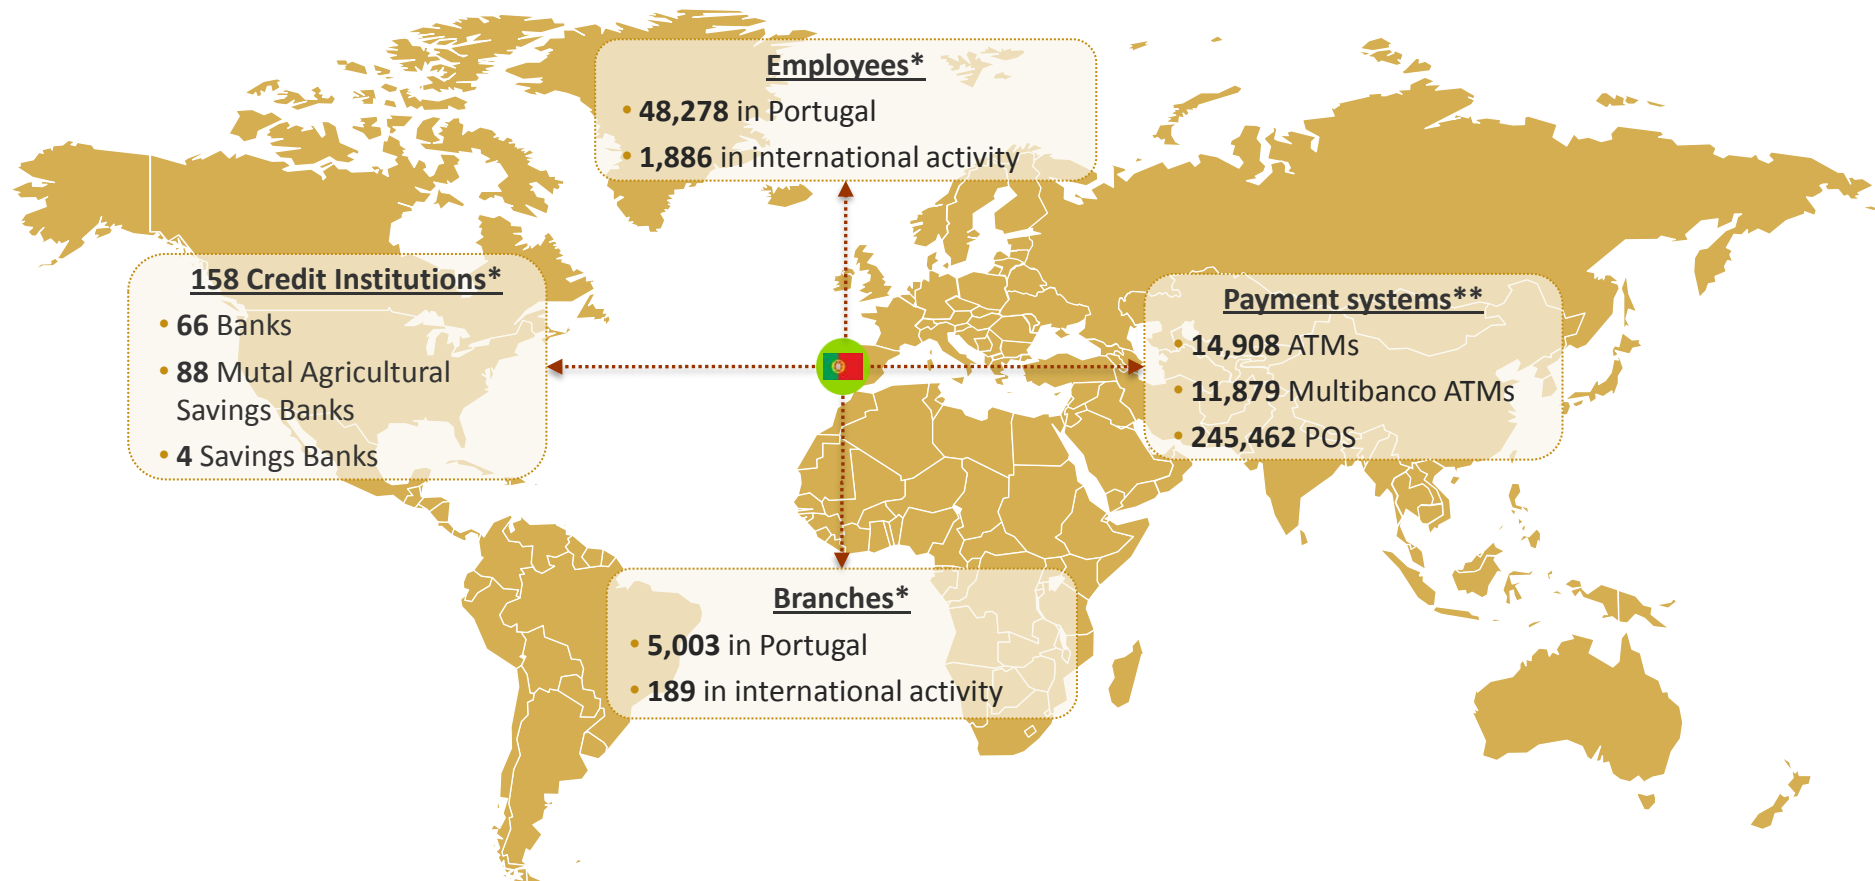 Employees*
• 48,278 in Portugal
• 1,886 in international activity
158 Credit Institutions*
• 66 Banks
• 88 Mutal Agricultural
Savings Banks
• 4 Savings Banks
Payment systems**
• 14,908 ATMs
• 11,879 Multibanco ATMs
• 245,462 POS
Branches*
• 5,003 in Portugal
• 189 in international activity